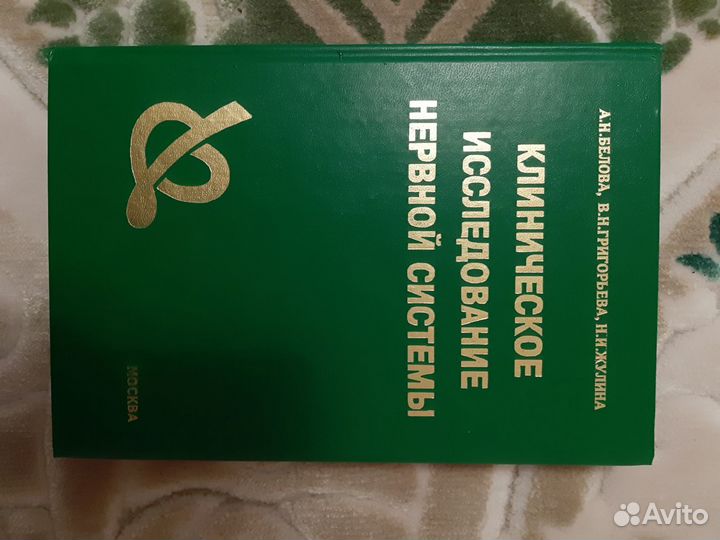 А.Н.БЕЛОВА, В.Н.ГРИГОРЬЕВА, Н.И.ЖУЛИНА
КЛИНИЧЕСКОЕ
ИССЛЕДОВАНИЕ
НЕРВНОЙ СИСТЕМЫ
МОСКВА
Avito